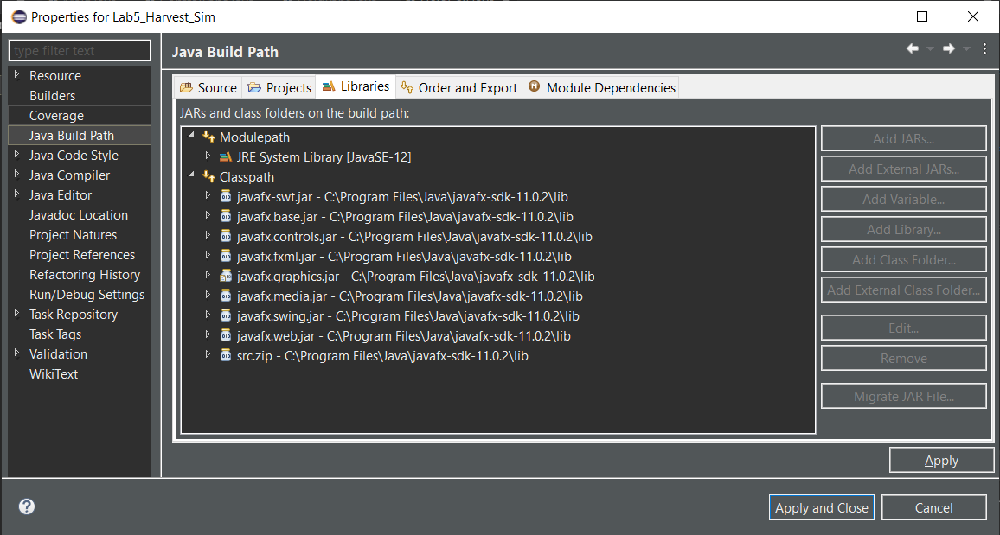 Properties for Lab5_Harvest_Sim
type filter text
Resource
Builders
Coverage
Java Build Path
Java Code Style
Java Compiler
Java Editor
Javadoc Location
Project Natures
Project References
Refactoring History
Run/Debug Settings
Task Repository
Task Tags
Validation
WikiText
Java Build Path
Source Projects Libraries Order and Export Module Dependencies
JARs and class folders on the build path:
Modulepath
JRE System Library [JavaSE-12]
Classpath
javafx-swt.jar - C:\Program Files\Java\javafx-sdk-11.0.2\lib
javafx.base.jar - C:\Program Files\Java\javafx-sdk-11.0.2\lib
javafx.controls.jar - C:\Program Files\Java\javafx-sdk-11.0.2\lib
javafx.fxml.jar - C:\Program Files\Java\javafx-sdk-11.0.2\lib
javafx.graphics.jar - C:\Program Files\Java\javafx-sdk-11.0.2\lib
javafx.media.jar - C:\Program Files\Java\javafx-sdk-11.0.2\lib
javafx.swing.jar - C:\Program Files\Java\javafx-sdk-11.0.2\lib
javafx.web.jar - C:\Program Files\Java\javafx-sdk-11.0.2\lib
src.zip - C:\Program Files\Java\javafx-sdk-11.0.2\lib
Add JARs...
Add External JARs...
Add Variable...
Add Library...
Add Class Folder...
Add External Class Folder...
Edit...
Remove
Migrate JAR File...
Apply
Apply and Close
Cancel